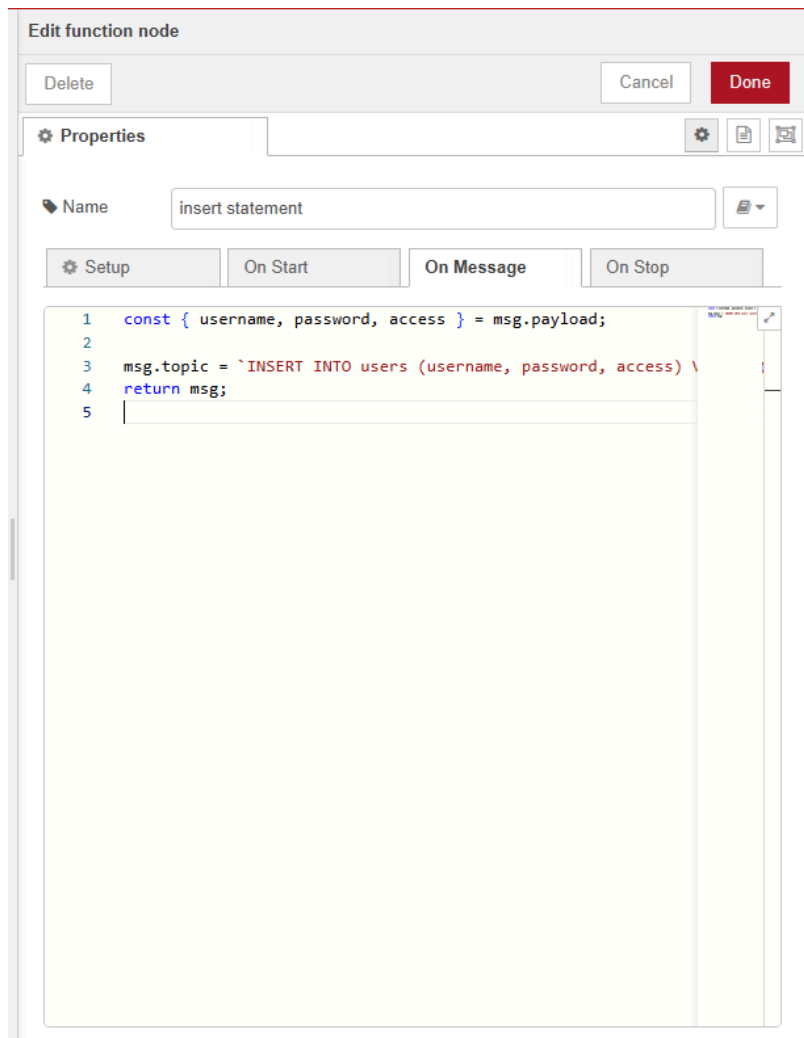 Edit function node
Delete Cancel Done
Properties
Name insert statement
Setup On Start On Message On Stop
1 const { username, password, access } = msg.payload;
2
3 msg.topic = `INSERT INTO users (username, password, access)
4 return msg;
5